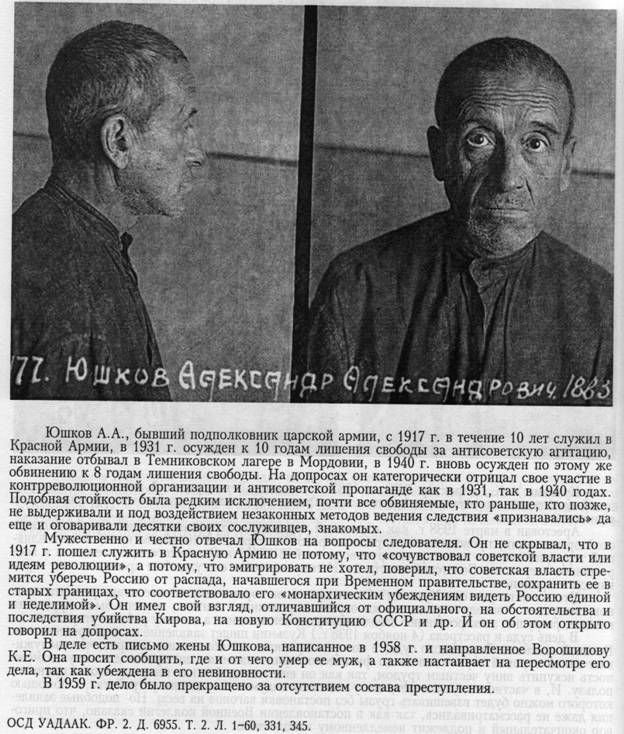 177. ЮШКОВ АЛЕКСАНДР АЛЕКСАНДРОВИЧ. 1883
Юшков А.А., бывший подполковник царской армии, с 1917 г. в течение 10 лет служил в
Красной Армии, в 1931 г. осужден к 10 годам лишения свободы за антисоветскую агитацию,
наказание отбывал в Темниковском лагере в Мордовии, в 1940 г. вновь осужден по этому же
обвинению к 8 годам лишения свободы. На допросах он категорически отрицал свое участие в
контрреволюционной организации и антисоветской пропаганде как в 1931, так в 1940 годах.
Подобная стойкость была редким исключением, почти все обвиняемые, кто раньше, кто позже,
не выдерживали и под воздействием незаконных методов ведения следствия «признавались» да
еще и оговаривали десятки своих сослуживцев, знакомых.
Мужественно и честно отвечал Юшков на вопросы следователя. Он не скрывал, что в
1917 г. пошел служить в Красную Армию не потому, что «сочувствовал советской власти или
идеям революции», а потому, что эмигрировать не хотел, поверил, что советская власть стре-
мится уберечь Россию от распада, начавшегося при Временном правительстве, сохранить ее в
старых границах, что соответствовало его «монархическим убеждениям видеть Россию единой
и неделимой». Он имел свой взгляд, отличавшийся от официального, на обстоятельства и
последствия убийства Кирова, на новую Конституцию СССР и др. И он об этом открыто
говорил на допросах.
В деле есть письмо жены Юшкова, написанное в 1958 г. и направленное Ворошилову
К.Е. Она просит сообщить, где и от чего умер ее муж, а также настаивает на пересмотре его
дела, так как убеждена в его невиновности.
В 1959 г. дело было прекращено за отсутствием состава преступления.
ОСД УАДААК. ФР. 2. Д. 6955. Т. 2. Л. 1–60, 331, 345.